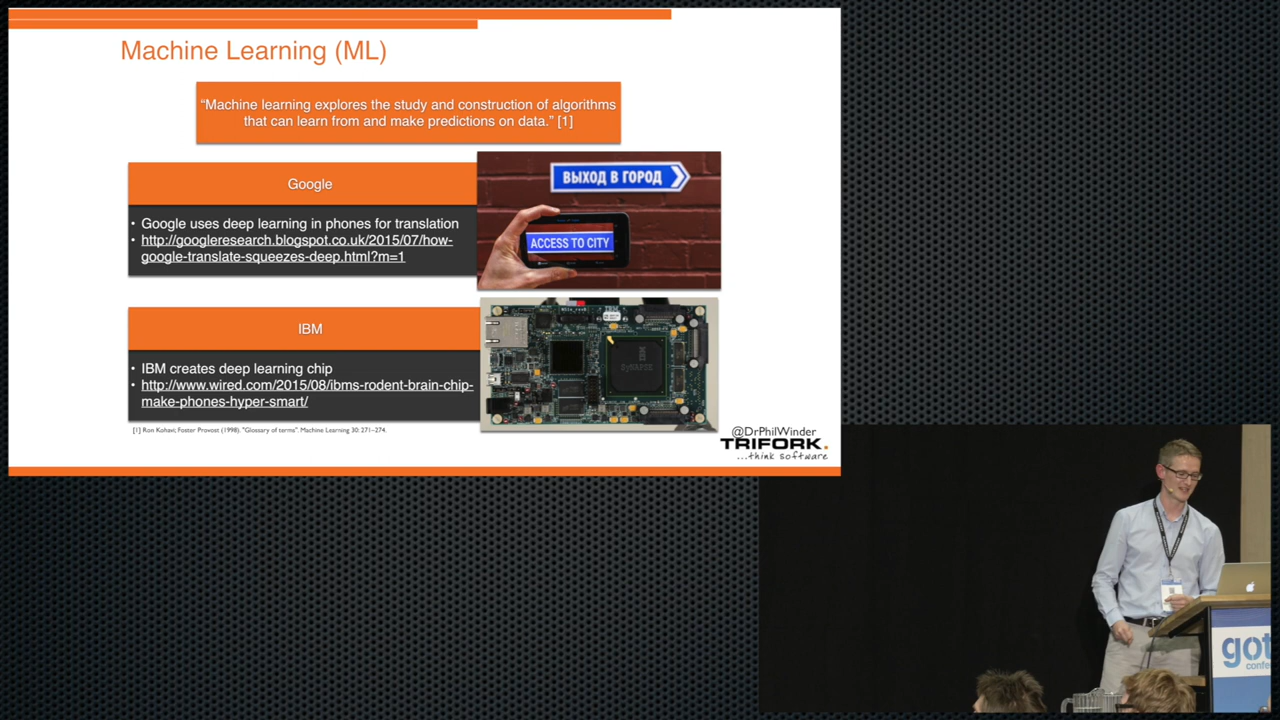 Machine Learning (ML)
“Machine learning explores the study and construction of algorithms
that can learn from and make predictions on data.” [1]
Google
• Google uses deep learning in phones for translation
• http://googleresearch.blogspot.co.uk/2015/07/how-
google-translate-squeezes-deep.html?m=1
ВЫХОД В ГОРОД
ACCESS TO CITY
IBM
• IBM creates deep learning chip
• http://www.wired.com/2015/08/ibms-rodent-brain-chip-
make-phones-hyper-smart/
IBM
SyNAPSE
[1] Ron Kohavi; Foster Provost (1998). "Glossary of terms". Machine Learning 30: 271–274.
@DrPhilWinder
TRIFORK.
...think software
got
confe